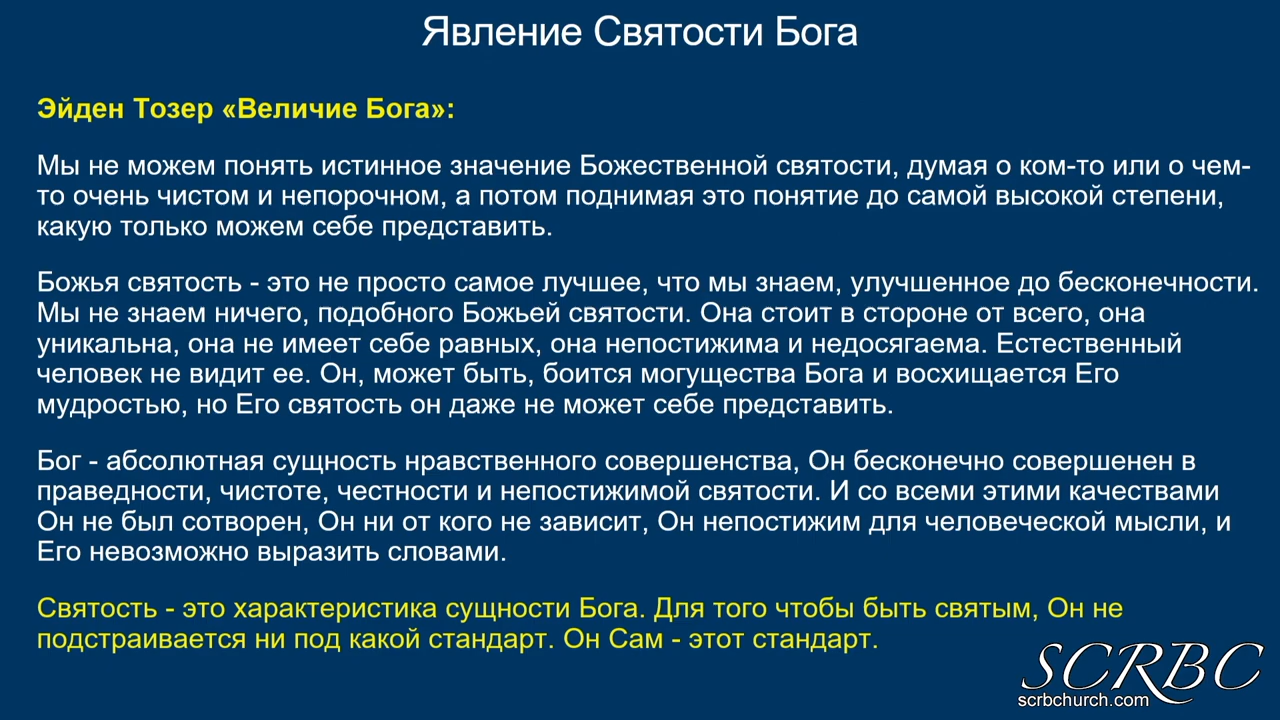 Явление Святости Бога
Эйден Тозер «Величие Бога»:
Мы не можем понять истинное значение Божественной святости, думая о ком-то или о чем-
то очень чистом и непорочном, а потом поднимая это понятие до самой высокой степени,
какую только можем себе представить.
Божья святость - это не просто самое лучшее, что мы знаем, улучшенное до бесконечности.
Мы не знаем ничего, подобного Божьей святости. Она стоит в стороне от всего, она
уникальна, она не имеет себе равных, она непостижима и недосягаема. Естественный
человек не видит ее. Он, может быть, боится могущества Бога и восхищается Его
мудростью, но Его святость он даже не может себе представить.
Бог - абсолютная сущность нравственного совершенства, Он бесконечно совершенен в
праведности, чистоте, честности и непостижимой святости. И со всеми этими качествами
Он не был сотворен, Он ни от кого не зависит, Он непостижим для человеческой мысли, и
Его невозможно выразить словами.
Святость - это характеристика сущности Бога. Для того чтобы быть святым, Он не
подстраивается ни под какой стандарт. Он Сам - этот стандарт.
SCRBC
scrbchurch.com